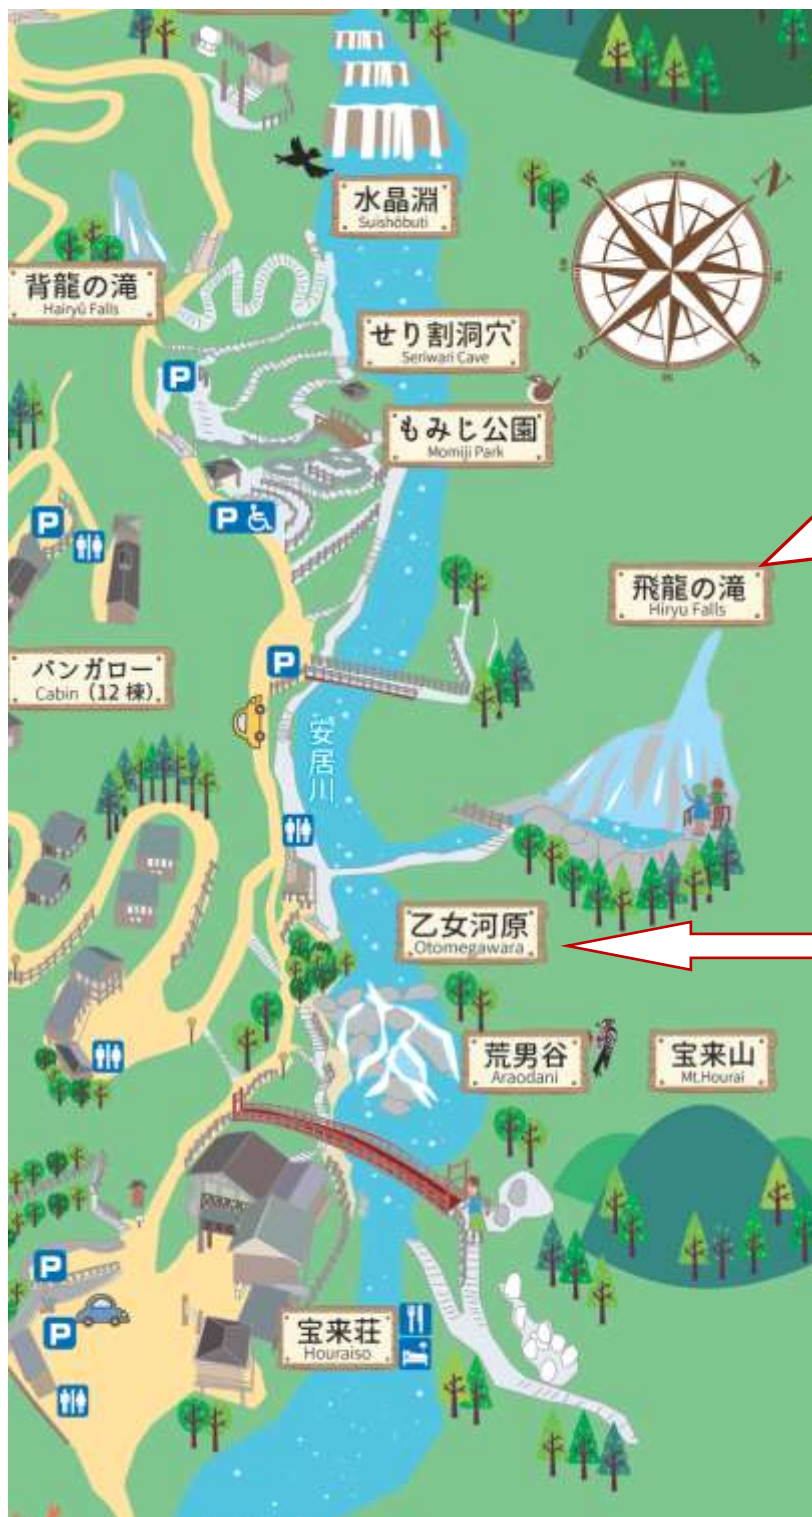 水晶淵
Suishōbuti
N
W
S
背龍の滝
Hairyū Falls
せり割洞穴
Seriwari Cave
P
もみじ公園
Momiji Park
P
P
飛龍の滝
Hiryu Falls
バンガロー
Cabin (12 棟)
P
安居川
乙女河原
Otomegawara
荒男谷
Araodani
宝来山
Mt.Hourai
P
P
宝来荘
Houraiso